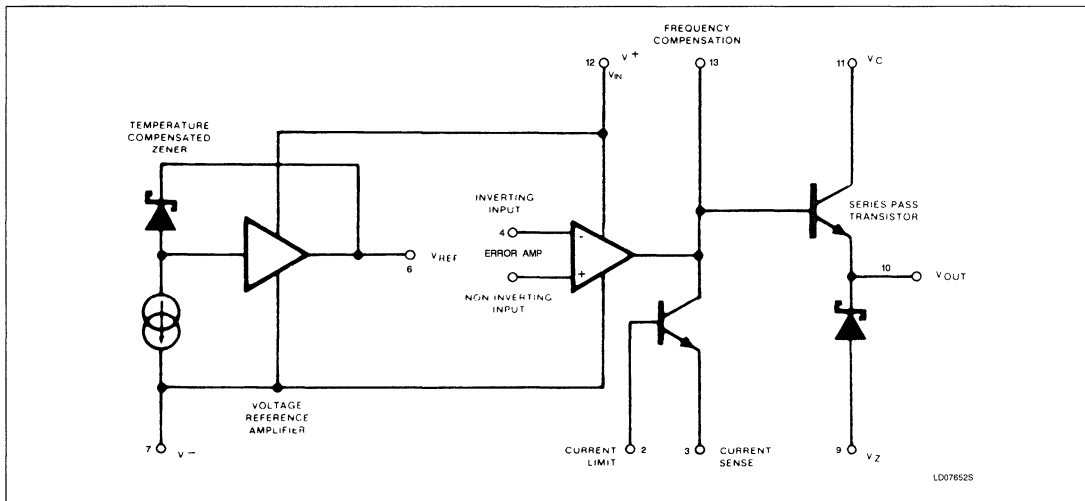 FREQUENCY
COMPENSATION
12
V+
VIN
13
11
VC
TEMPERATURE
COMPENSATED
ZENER
INVERTING
INPUT
4
-
SERIES PASS
TRANSISTOR
VREF
6
ERROR AMP
+
10
VOUT
NON INVERTING
INPUT
VOLTAGE
REFERENCE
AMPLIFIER
7
V-
CURRENT
LIMIT
2
3
CURRENT
SENSE
9
VZ
LD07652S